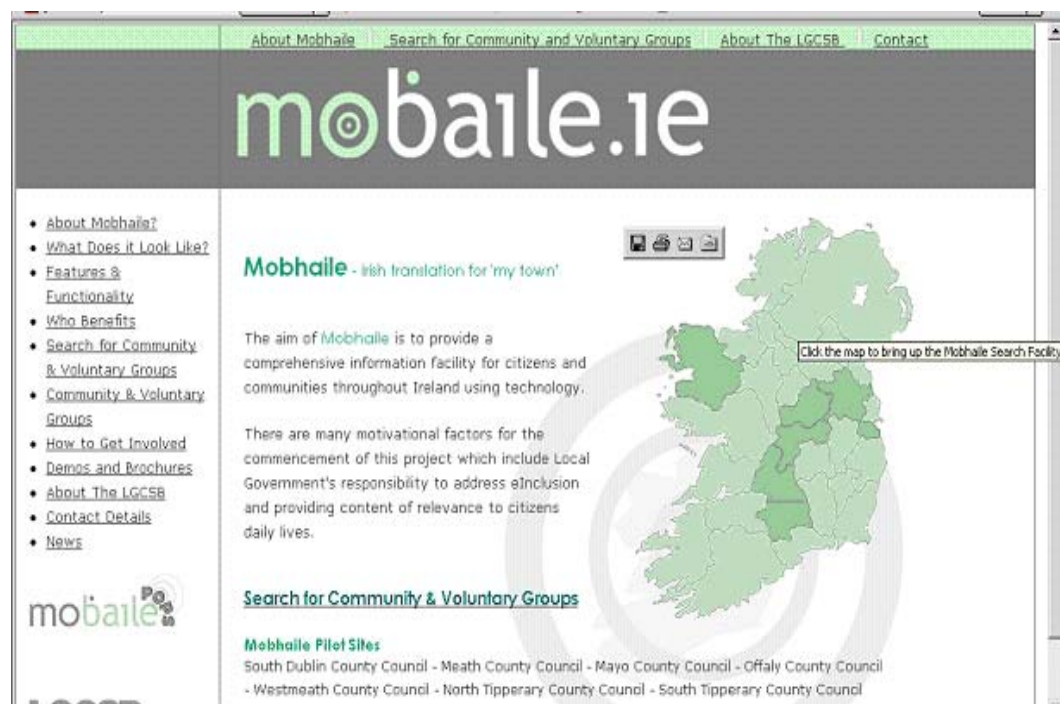 About Mobhaile Search for Community and Voluntary Groups About The LGCSB Contact
moḃaile.ie
About Mobhaile?
What Does it Look Like?
Features &
Functionality
Who Benefits
Search for Community
& Voluntary Groups
Community & Voluntary
Groups
How to Get Involved
Demos and Brochures
About The LGCSB
Contact Details
News
moḃaile
Pobs
Mobhaile - Irish translation for 'my town'
The aim of Mobhaile is to provide a
comprehensive information facility for citizens and
communities throughout Ireland using technology.
There are many motivational factors for the
commencement of this project which include Local
Government's responsibility to address eInclusion
and providing content of relevance to citizens
daily lives.
Click the map to bring up the Mobhaile Search Facility
Search for Community & Voluntary Groups
Mobhaile Pilot Sites
South Dublin County Council - Meath County Council - Mayo County Council - Offaly County Council
- Westmeath County Council - North Tipperary County Council - South Tipperary County Council